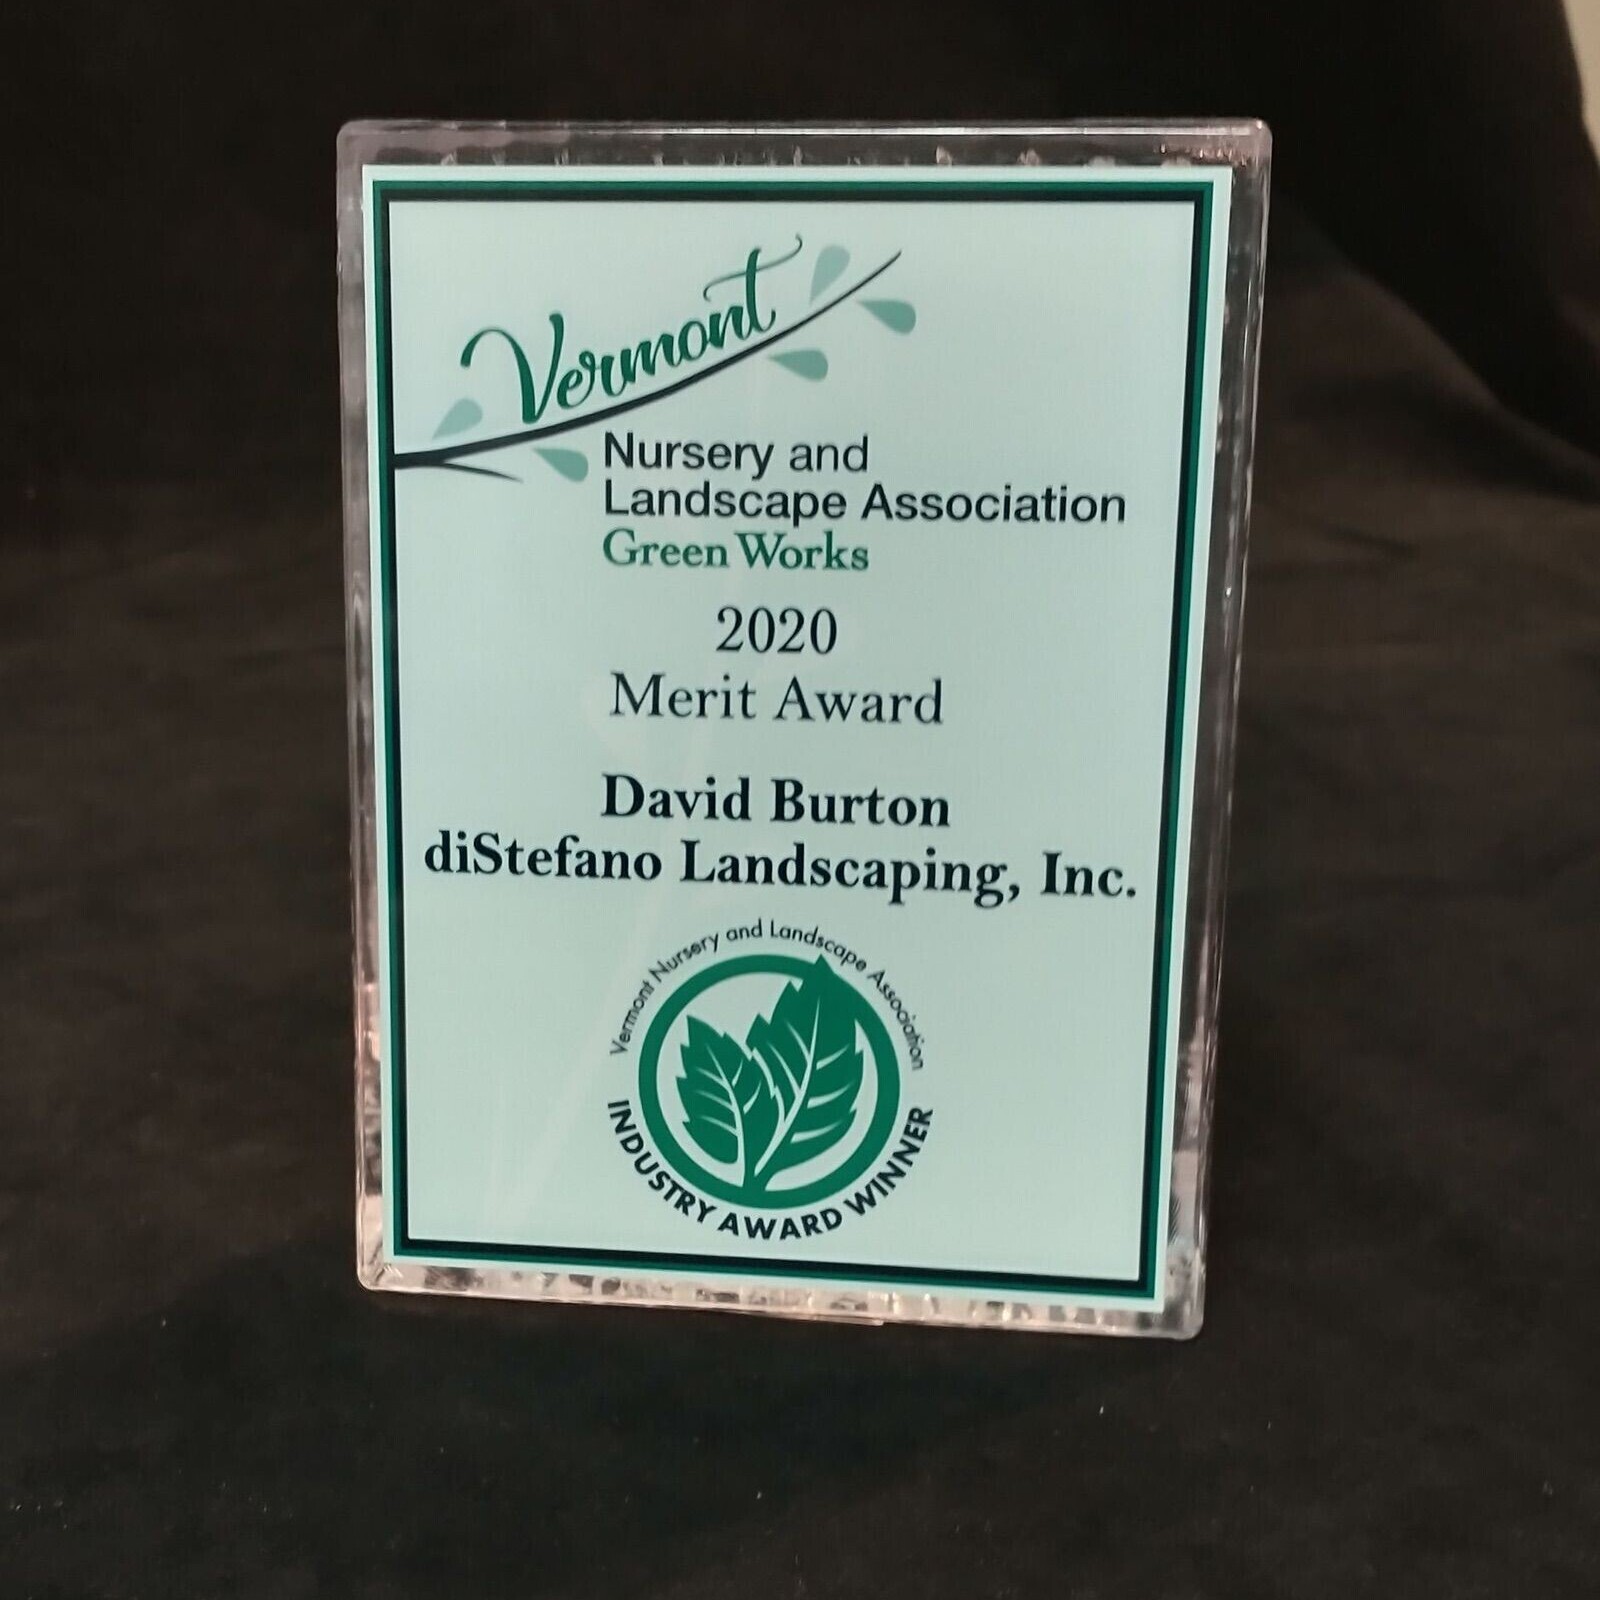 Vermont
Nursery and
Landscape Association
Green Works
2020
Merit Award
David Burton
diStefano Landscaping, Inc.
Vermont Nursery and Landscape Association
INDUSTRY AWARD WINNER